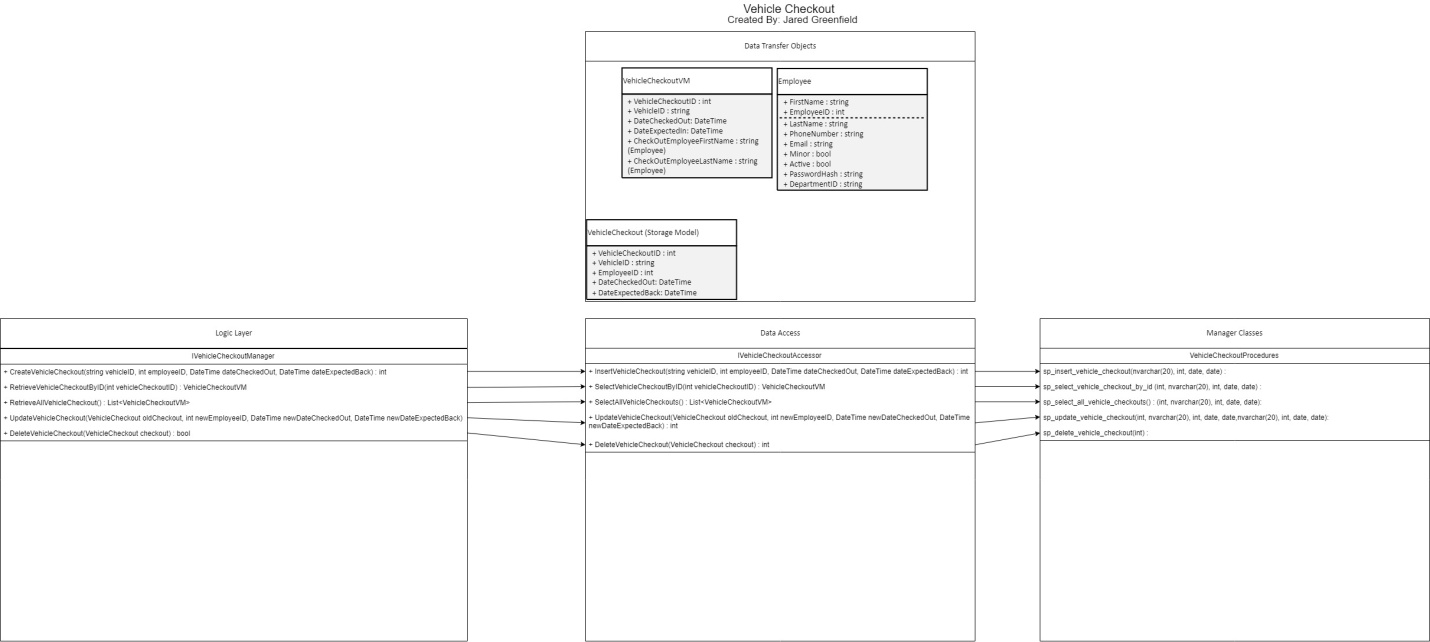 Vehicle Checkout
Created By: Jared Greenfield
Data Transfer Objects
VehicleCheckoutVM
+ VehicleCheckoutID : int
+ VehicleID : string
+ DateCheckedOut: DateTime
+ DateExpectedIn: DateTime
+ CheckOutEmployeeFirstName : string
(Employee)
+ CheckOutEmployeeLastName : string
(Employee)
Employee
+ FirstName : string
+ EmployeeID : int
+ LastName : string
+ PhoneNumber : string
+ Email : string
+ Minor : bool
+ Active : bool
+ PasswordHash : string
+ DepartmentID : string
VehicleCheckout (Storage Model)
+ VehicleCheckoutID : int
+ VehicleID : string
+ EmployeeID : int
+ DateCheckedOut: DateTime
+ DateExpectedBack: DateTime
Logic Layer
IVehicleCheckoutManager
+ CreateVehicleCheckout(string vehicleID, int employeeID, DateTime dateCheckedOut, DateTime dateExpectedBack) : int
+ RetrieveVehicleCheckoutByID(int vehicleCheckoutID) : VehicleCheckoutVM
+ RetrieveAllVehicleCheckout() : List<VehicleCheckoutVM>
+ UpdateVehicleCheckout(VehicleCheckout oldCheckout, int newEmployeeID, DateTime newDateCheckedOut, DateTime newDateExpectedBack)
+ DeleteVehicleCheckout(VehicleCheckout checkout) : bool
Data Access
IVehicleCheckoutAccessor
+ InsertVehicleCheckout(string vehicleID, int employeeID, DateTime dateCheckedOut, DateTime dateExpectedBack) : int
+ SelectVehicleCheckoutByID(int vehicleCheckoutID) : VehicleCheckoutVM
+ SelectAllVehicleCheckouts() : List<VehicleCheckoutVM>
+ UpdateVehicleCheckout(VehicleCheckout oldCheckout, int newEmployeeID, DateTime newDateCheckedOut, DateTime
newDateExpectedBack) : int
+ DeleteVehicleCheckout(VehicleCheckout checkout) : int
Manager Classes
VehicleCheckoutProcedures
sp_insert_vehicle_checkout(nvarchar(20), int, date, date) :
sp_select_vehicle_checkout_by_id (int, nvarchar(20), int, date, date) :
sp_select_all_vehicle_checkouts() : (int, nvarchar(20), int, date, date):
sp_update_vehicle_checkout(int, nvarchar(20), int, date, date,nvarchar(20), int, date, date):
sp_delete_vehicle_checkout(int) :